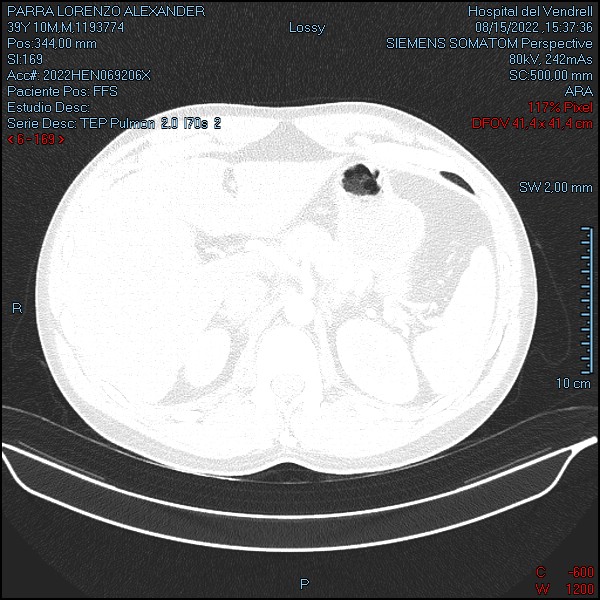 PARRA LORENZO ALEXANDER
39Y 10M,M,1193774
Pos:344.00 mm
SI:169
Acc#: 2022HEN069206X
Paciente Pos: FFS
Estudio Desc:
Serie Desc: TEP Pulmon 2.0 I70s 2
< 6 - 169 >
Lossy
Hospital del Vendrell
08/15/2022 ,15:37:36
SIEMENS SOMATOM Perspective
80kV, 242mAs
SC:500,00 mm
ARA
117% Pixel
DFOV 41,4 x 41,4 cm
SW 2.00 mm
R
10 cm
P
C -600
W 1200